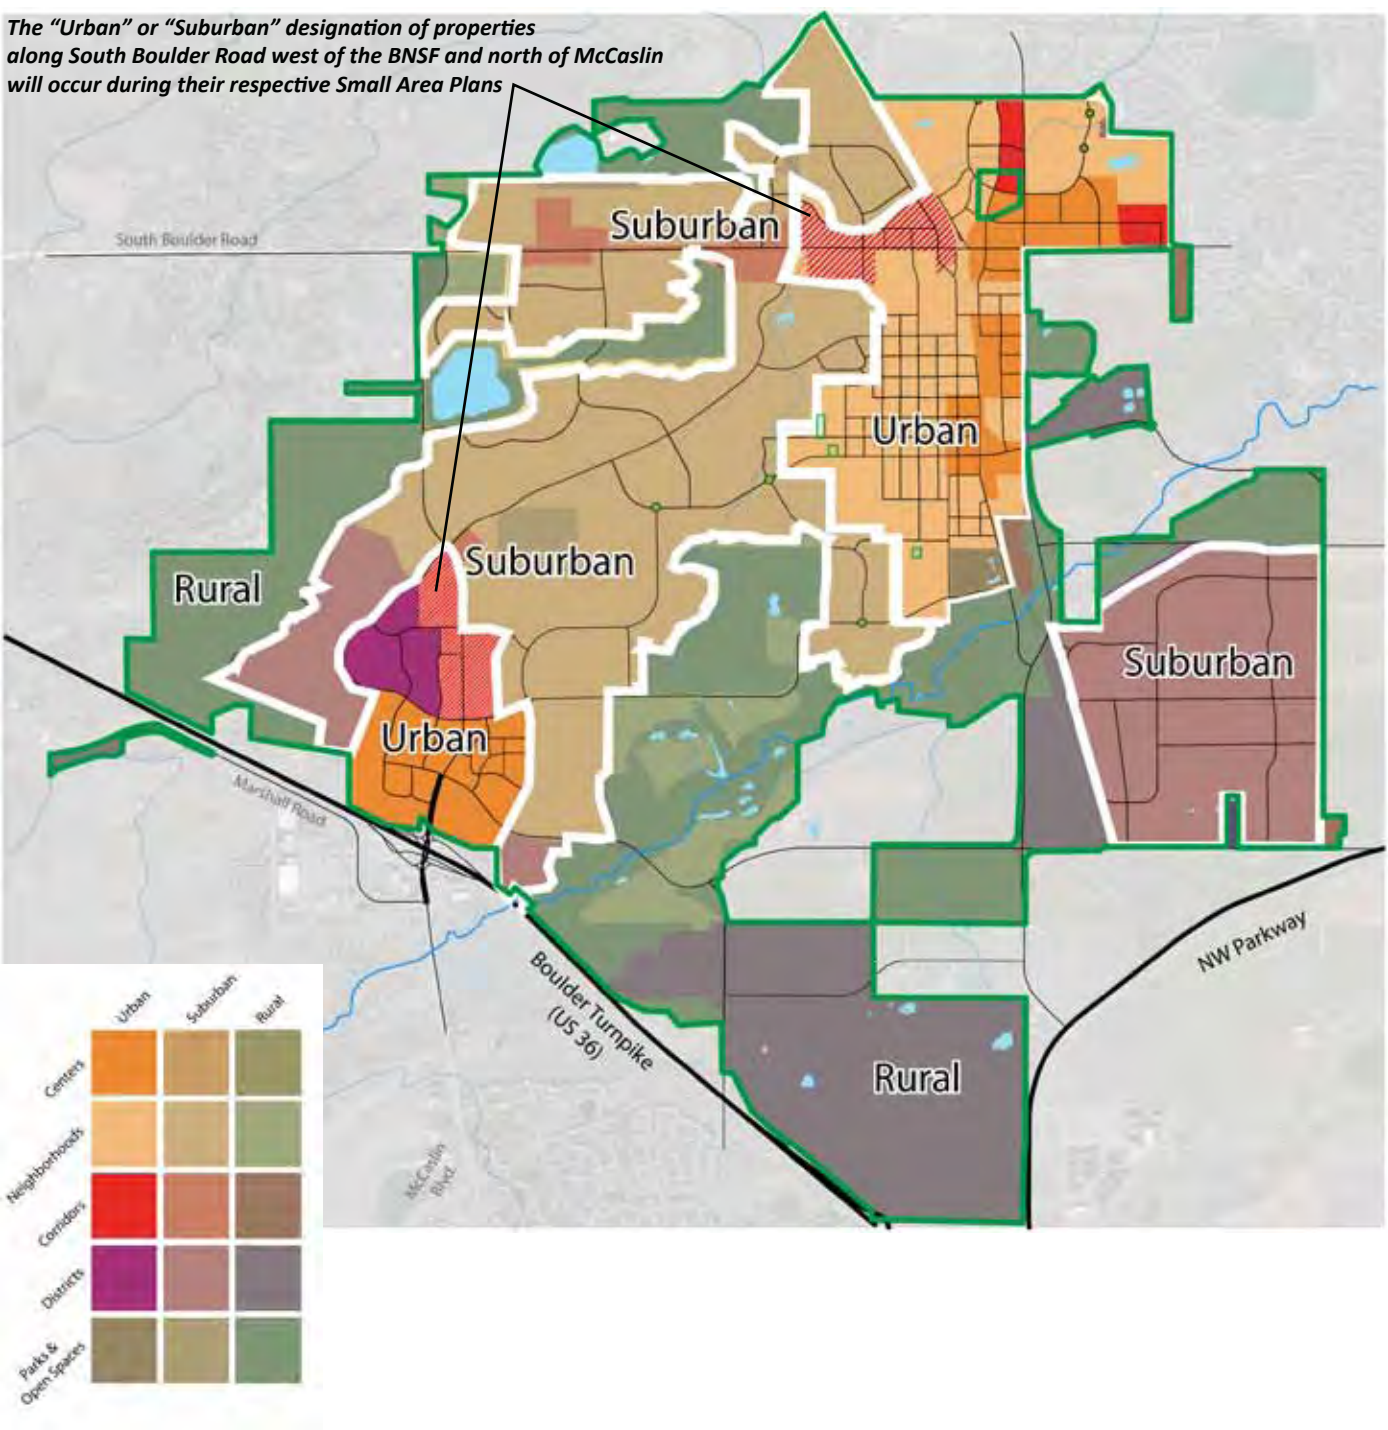 The “Urban” or “Suburban” designation of properties
along South Boulder Road west of the BNSF and north of McCaslin
will occur during their respective Small Area Plans
Suburban
South Boulder Road
Urban
Suburban
Rural
Suburban
Urban
Marshall Road
NW Parkway
Boulder Turnpike
(US 36)
Rural
McCaslin
Blvd.
Urban
Suburban
Rural
Centers
Neighborhoods
Corridors
Districts
Parks &
Open Spaces